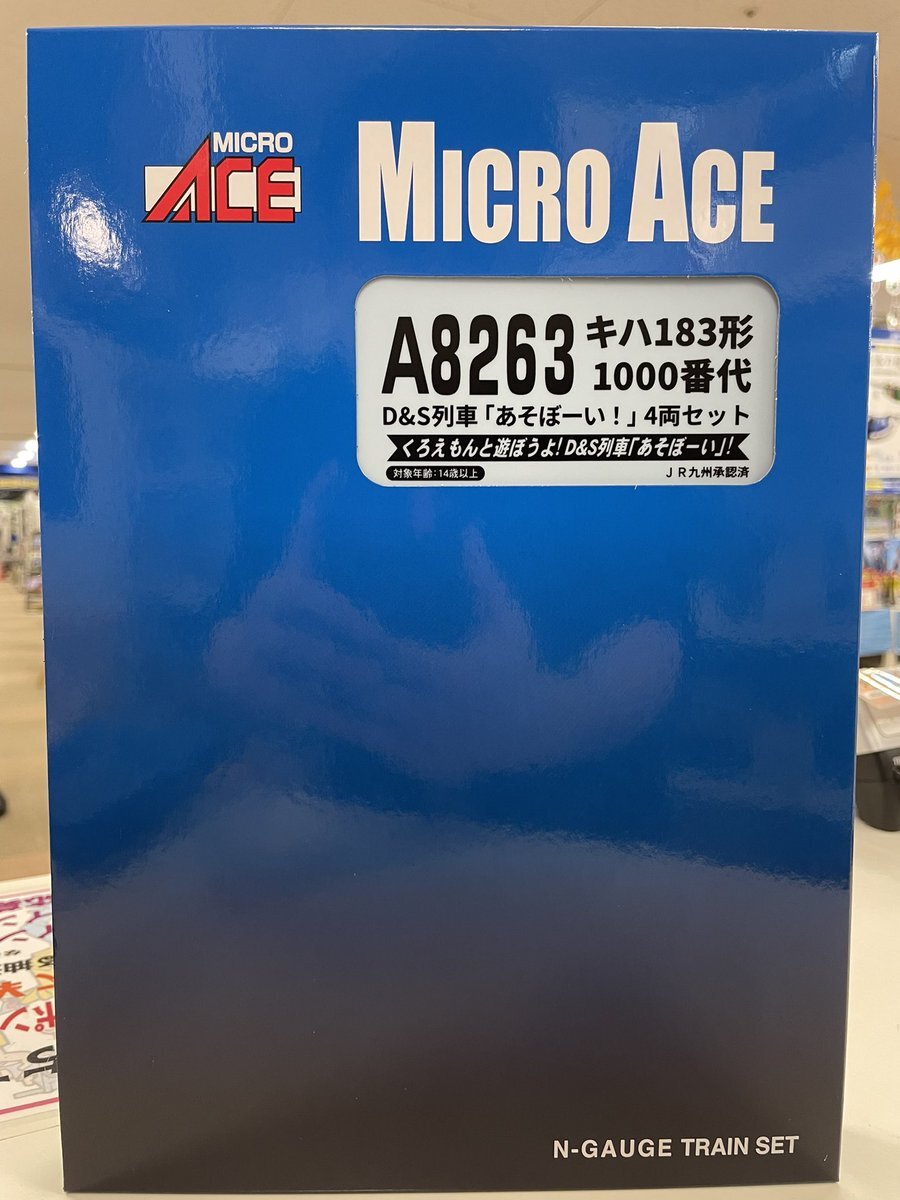 MICRO
ACE
MICRO ACE
A8263 キハ183形
1000番代
D&S列車「あそぼーい！」4両セット
くろえもんと遊ぼうよ! D&S列車「あそぼーい」!
対象年齢:14歳以上
JR九州承認済
N-GAUGE TRAIN SET